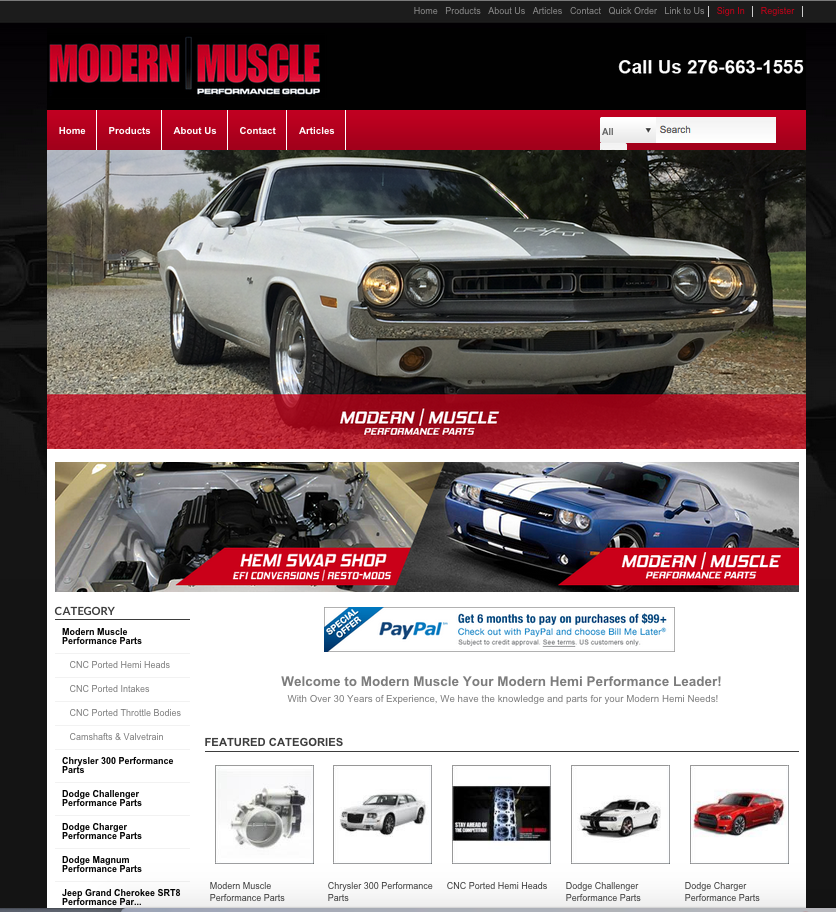 Home Products About Us Articles Contact Quick Order Link to Us Sign In Register
MODERN MUSCLE
PERFORMANCE GROUP
Call Us 276-663-1555
Home Products About Us Contact Articles
All Search
R/T
MODERN | MUSCLE
PERFORMANCE PARTS
HEMI SWAP SHOP
EFI CONVERSIONS | RESTO-MODS
MODERN | MUSCLE
PERFORMANCE PARTS
CATEGORY
Modern Muscle
Performance Parts
CNC Ported Hemi Heads
CNC Ported Intakes
CNC Ported Throttle Bodies
Camshafts & Valvetrain
Chrysler 300 Performance
Parts
Dodge Challenger
Performance Parts
Dodge Charger
Performance Parts
Dodge Magnum
Performance Parts
Jeep Grand Cherokee SRT8
Performance Par...
SPECIAL
OFFER
PayPal™
Get 6 months to pay on purchases of $99+
Check out with PayPal and choose Bill Me Later®
Subject to credit approval. See terms. US customers only.
Welcome to Modern Muscle Your Modern Hemi Performance Leader!
With Over 30 Years of Experience, We have the knowledge and parts for your Modern Hemi Needs!
FEATURED CATEGORIES
STAY AHEAD OF
THE COMPETITION
Modern Muscle
Performance Parts
Chrysler 300 Performance
Parts
CNC Ported Hemi Heads
Dodge Challenger
Performance Parts
Dodge Charger
Performance Parts